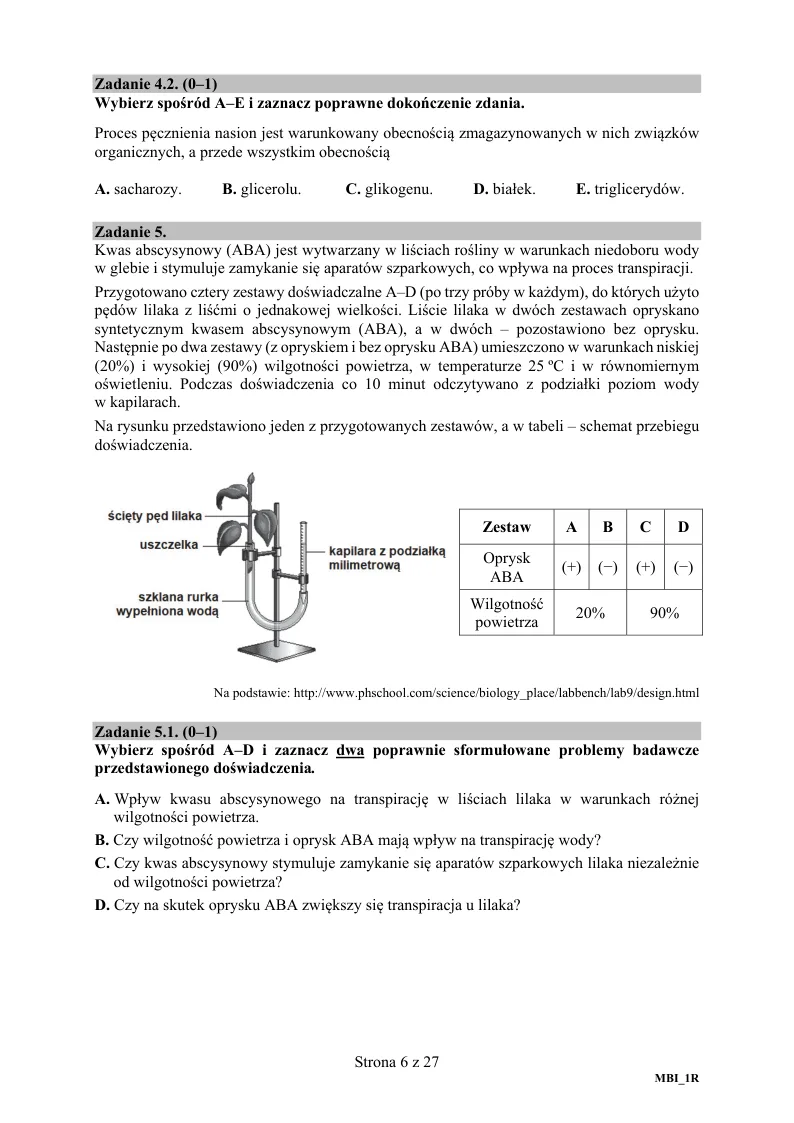 Zadanie 4.2. (0–1)
Wybierz spośród A–E i zaznacz poprawne dokończenie zdania.
Proces pęcznienia nasion jest warunkowany obecnością zmagazynowanych w nich związków
organicznych, a przede wszystkim obecnością
A. sacharozy. B. glicerolu. C. glikogenu. D. białek. E. triglicerydów.
Zadanie 5.
Kwas abscysynowy (ABA) jest wytwarzany w liściach rośliny w warunkach niedoboru wody
w glebie i stymuluje zamykanie się aparatów szparkowych, co wpływa na proces transpiracji.
Przygotowano cztery zestawy doświadczalne A–D (po trzy próby w każdym), do których użyto
pędów lilaka z liśćmi o jednakowej wielkości. Liście lilaka w dwóch zestawach opryskano
syntetycznym kwasem abscysynowym (ABA), a w dwóch – pozostawiono bez oprysku.
Następnie po dwa zestawy (z opryskiem i bez oprysku ABA) umieszczono w warunkach niskiej
(20%) i wysokiej (90%) wilgotności powietrza, w temperaturze 25 ºC i w równomiernym
oświetleniu. Podczas doświadczenia co 10 minut odczytywano z podziałki poziom wody
w kapilarach.
Na rysunku przedstawiono jeden z przygotowanych zestawów, a w tabeli – schemat przebiegu
doświadczenia.
ścięty pęd lilaka
uszczelka
szklana rurka
wypełniona wodą
kapilara z podziałką
milimetrową
Zestaw A B C D
Oprysk
ABA
(+) (−) (+) (−)
Wilgotność
powietrza
20% 90%
Na podstawie: http://www.phschool.com/science/biology_place/labbench/lab9/design.html
Zadanie 5.1. (0–1)
Wybierz spośród A–D i zaznacz dwa poprawnie sformułowane problemy badawcze
przedstawionego doświadczenia.
A. Wpływ kwasu abscysynowego na transpirację w liściach lilaka w warunkach różnej
wilgotności powietrza.
B. Czy wilgotność powietrza i oprysk ABA mają wpływ na transpirację wody?
C. Czy kwas abscysynowy stymuluje zamykanie się aparatów szparkowych lilaka niezależnie
od wilgotności powietrza?
D. Czy na skutek oprysku ABA zwiększy się transpiracja u lilaka?
Strona 6 z 27
MBI_1R